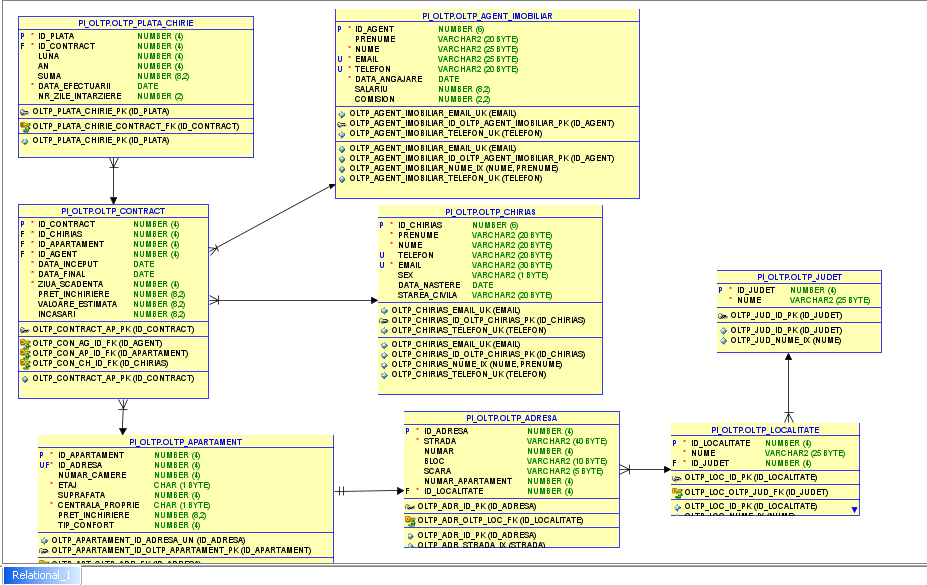 PI_OLTP.OLTP_PLATA_CHIRIE
P * ID_PLATA NUMBER (4)
F * ID_CONTRACT NUMBER (4)
LUNA NUMBER (4)
AN NUMBER (4)
SUMA NUMBER (8,2)
* DATA_EFECTUARII DATE
NR_ZILE_INTARZIERE NUMBER (2)
OLTP_PLATA_CHIRIE_PK (ID_PLATA)
OLTP_PLATA_CHIRIE_CONTRACT_FK (ID_CONTRACT)
OLTP_PLATA_CHIRIE_PK (ID_PLATA)
PI_OLTP.OLTP_AGENT_IMOBILIAR
P * ID_AGENT NUMBER (6)
PRENUME VARCHAR2 (20 BYTE)
* NUME VARCHAR2 (25 BYTE)
U * EMAIL VARCHAR2 (25 BYTE)
U * TELEFON VARCHAR2 (20 BYTE)
* DATA_ANGAJARE DATE
SALARIU NUMBER (8,2)
COMISION NUMBER (2,2)
OLTP_AGENT_IMOBILIAR_EMAIL_UK (EMAIL)
OLTP_AGENT_IMOBILIAR_ID_OLTP_AGENT_IMOBILIAR_PK (ID_AGENT)
OLTP_AGENT_IMOBILIAR_TELEFON_UK (TELEFON)
OLTP_AGENT_IMOBILIAR_EMAIL_UK (EMAIL)
OLTP_AGENT_IMOBILIAR_ID_OLTP_AGENT_IMOBILIAR_PK (ID_AGENT)
OLTP_AGENT_IMOBILIAR_NUME_IX (NUME, PRENUME)
OLTP_AGENT_IMOBILIAR_TELEFON_UK (TELEFON)
PI_OLTP.OLTP_CONTRACT
P * ID_CONTRACT NUMBER (4)
F * ID_CHIRIAS NUMBER (4)
F * ID_APARTAMENT NUMBER (4)
F * ID_AGENT NUMBER (4)
* DATA_INCEPUT DATE
* DATA_FINAL DATE
* ZIUA_SCADENTA NUMBER (4)
PRET_INCHIRIERE NUMBER (8,2)
VALOARE_ESTIMATA NUMBER (8,2)
INCASARI NUMBER (8,2)
OLTP_CONTRACT_AP_PK (ID_CONTRACT)
OLTP_CON_AG_ID_FK (ID_AGENT)
OLTP_CON_AP_ID_FK (ID_APARTAMENT)
OLTP_CON_CH_ID_FK (ID_CHIRIAS)
OLTP_CONTRACT_AP_PK (ID_CONTRACT)
PI_OLTP.OLTP_CHIRIAS
P * ID_CHIRIAS NUMBER (6)
* PRENUME VARCHAR2 (20 BYTE)
* NUME VARCHAR2 (20 BYTE)
U TELEFON VARCHAR2 (20 BYTE)
U * EMAIL VARCHAR2 (30 BYTE)
SEX VARCHAR2 (1 BYTE)
DATA_NASTERE DATE
STAREA_CIVILA VARCHAR2 (20 BYTE)
OLTP_CHIRIAS_EMAIL_UK (EMAIL)
OLTP_CHIRIAS_ID_OLTP_CHIRIAS_PK (ID_CHIRIAS)
OLTP_CHIRIAS_TELEFON_UK (TELEFON)
OLTP_CHIRIAS_EMAIL_UK (EMAIL)
OLTP_CHIRIAS_ID_OLTP_CHIRIAS_PK (ID_CHIRIAS)
OLTP_CHIRIAS_NUME_IX (NUME, PRENUME)
OLTP_CHIRIAS_TELEFON_UK (TELEFON)
PI_OLTP.OLTP_JUDET
P * ID_JUDET NUMBER (4)
* NUME VARCHAR2 (25 BYTE)
OLTP_JUD_ID_PK (ID_JUDET)
OLTP_JUD_ID_PK (ID_JUDET)
OLTP_JUD_NUME_IX (NUME)
PI_OLTP.OLTP_APARTAMENT
P * ID_APARTAMENT NUMBER (4)
UF* ID_ADRESA NUMBER (4)
NUMAR_CAMERE NUMBER (4)
* ETAJ CHAR (1 BYTE)
SUPRAFATA NUMBER (4)
* CENTRALA_PROPRIE CHAR (1 BYTE)
PRET_INCHIRIERE NUMBER (8,2)
TIP_CONFORT NUMBER (4)
OLTP_APARTAMENT_ID_ADRESA_UN (ID_ADRESA)
OLTP_APARTAMENT_ID_OLTP_APARTAMENT_PK (ID_APARTAMENT)
PI_OLTP.OLTP_ADRESA
P * ID_ADRESA NUMBER (4)
* STRADA VARCHAR2 (40 BYTE)
NUMAR NUMBER (4)
BLOC VARCHAR2 (10 BYTE)
SCARA VARCHAR2 (5 BYTE)
NUMAR_APARTAMENT NUMBER (4)
F * ID_LOCALITATE NUMBER (4)
OLTP_ADR_ID_PK (ID_ADRESA)
OLTP_ADR_OLTP_LOC_FK (ID_LOCALITATE)
OLTP_ADR_ID_PK (ID_ADRESA)
OLTP_ADR_STRADA_IX (STRADA)
PI_OLTP.OLTP_LOCALITATE
P * ID_LOCALITATE NUMBER (4)
* NUME VARCHAR2 (25 BYTE)
F * ID_JUDET NUMBER (4)
OLTP_LOC_ID_PK (ID_LOCALITATE)
OLTP_LOC_OLTP_JUD_FK (ID_JUDET)
OLTP_LOC_ID_PK (ID_LOCALITATE)
Relational_1